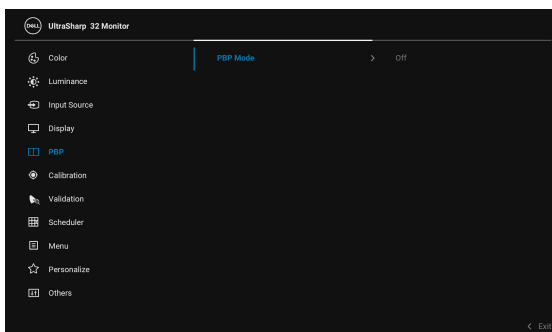 DELL UltraSharp 32 Monitor
Color
PBP Mode > Off
Luminance
Input Source
Display
PBP
Calibration
Validation
Scheduler
Menu
Personalize
Others
< Exit